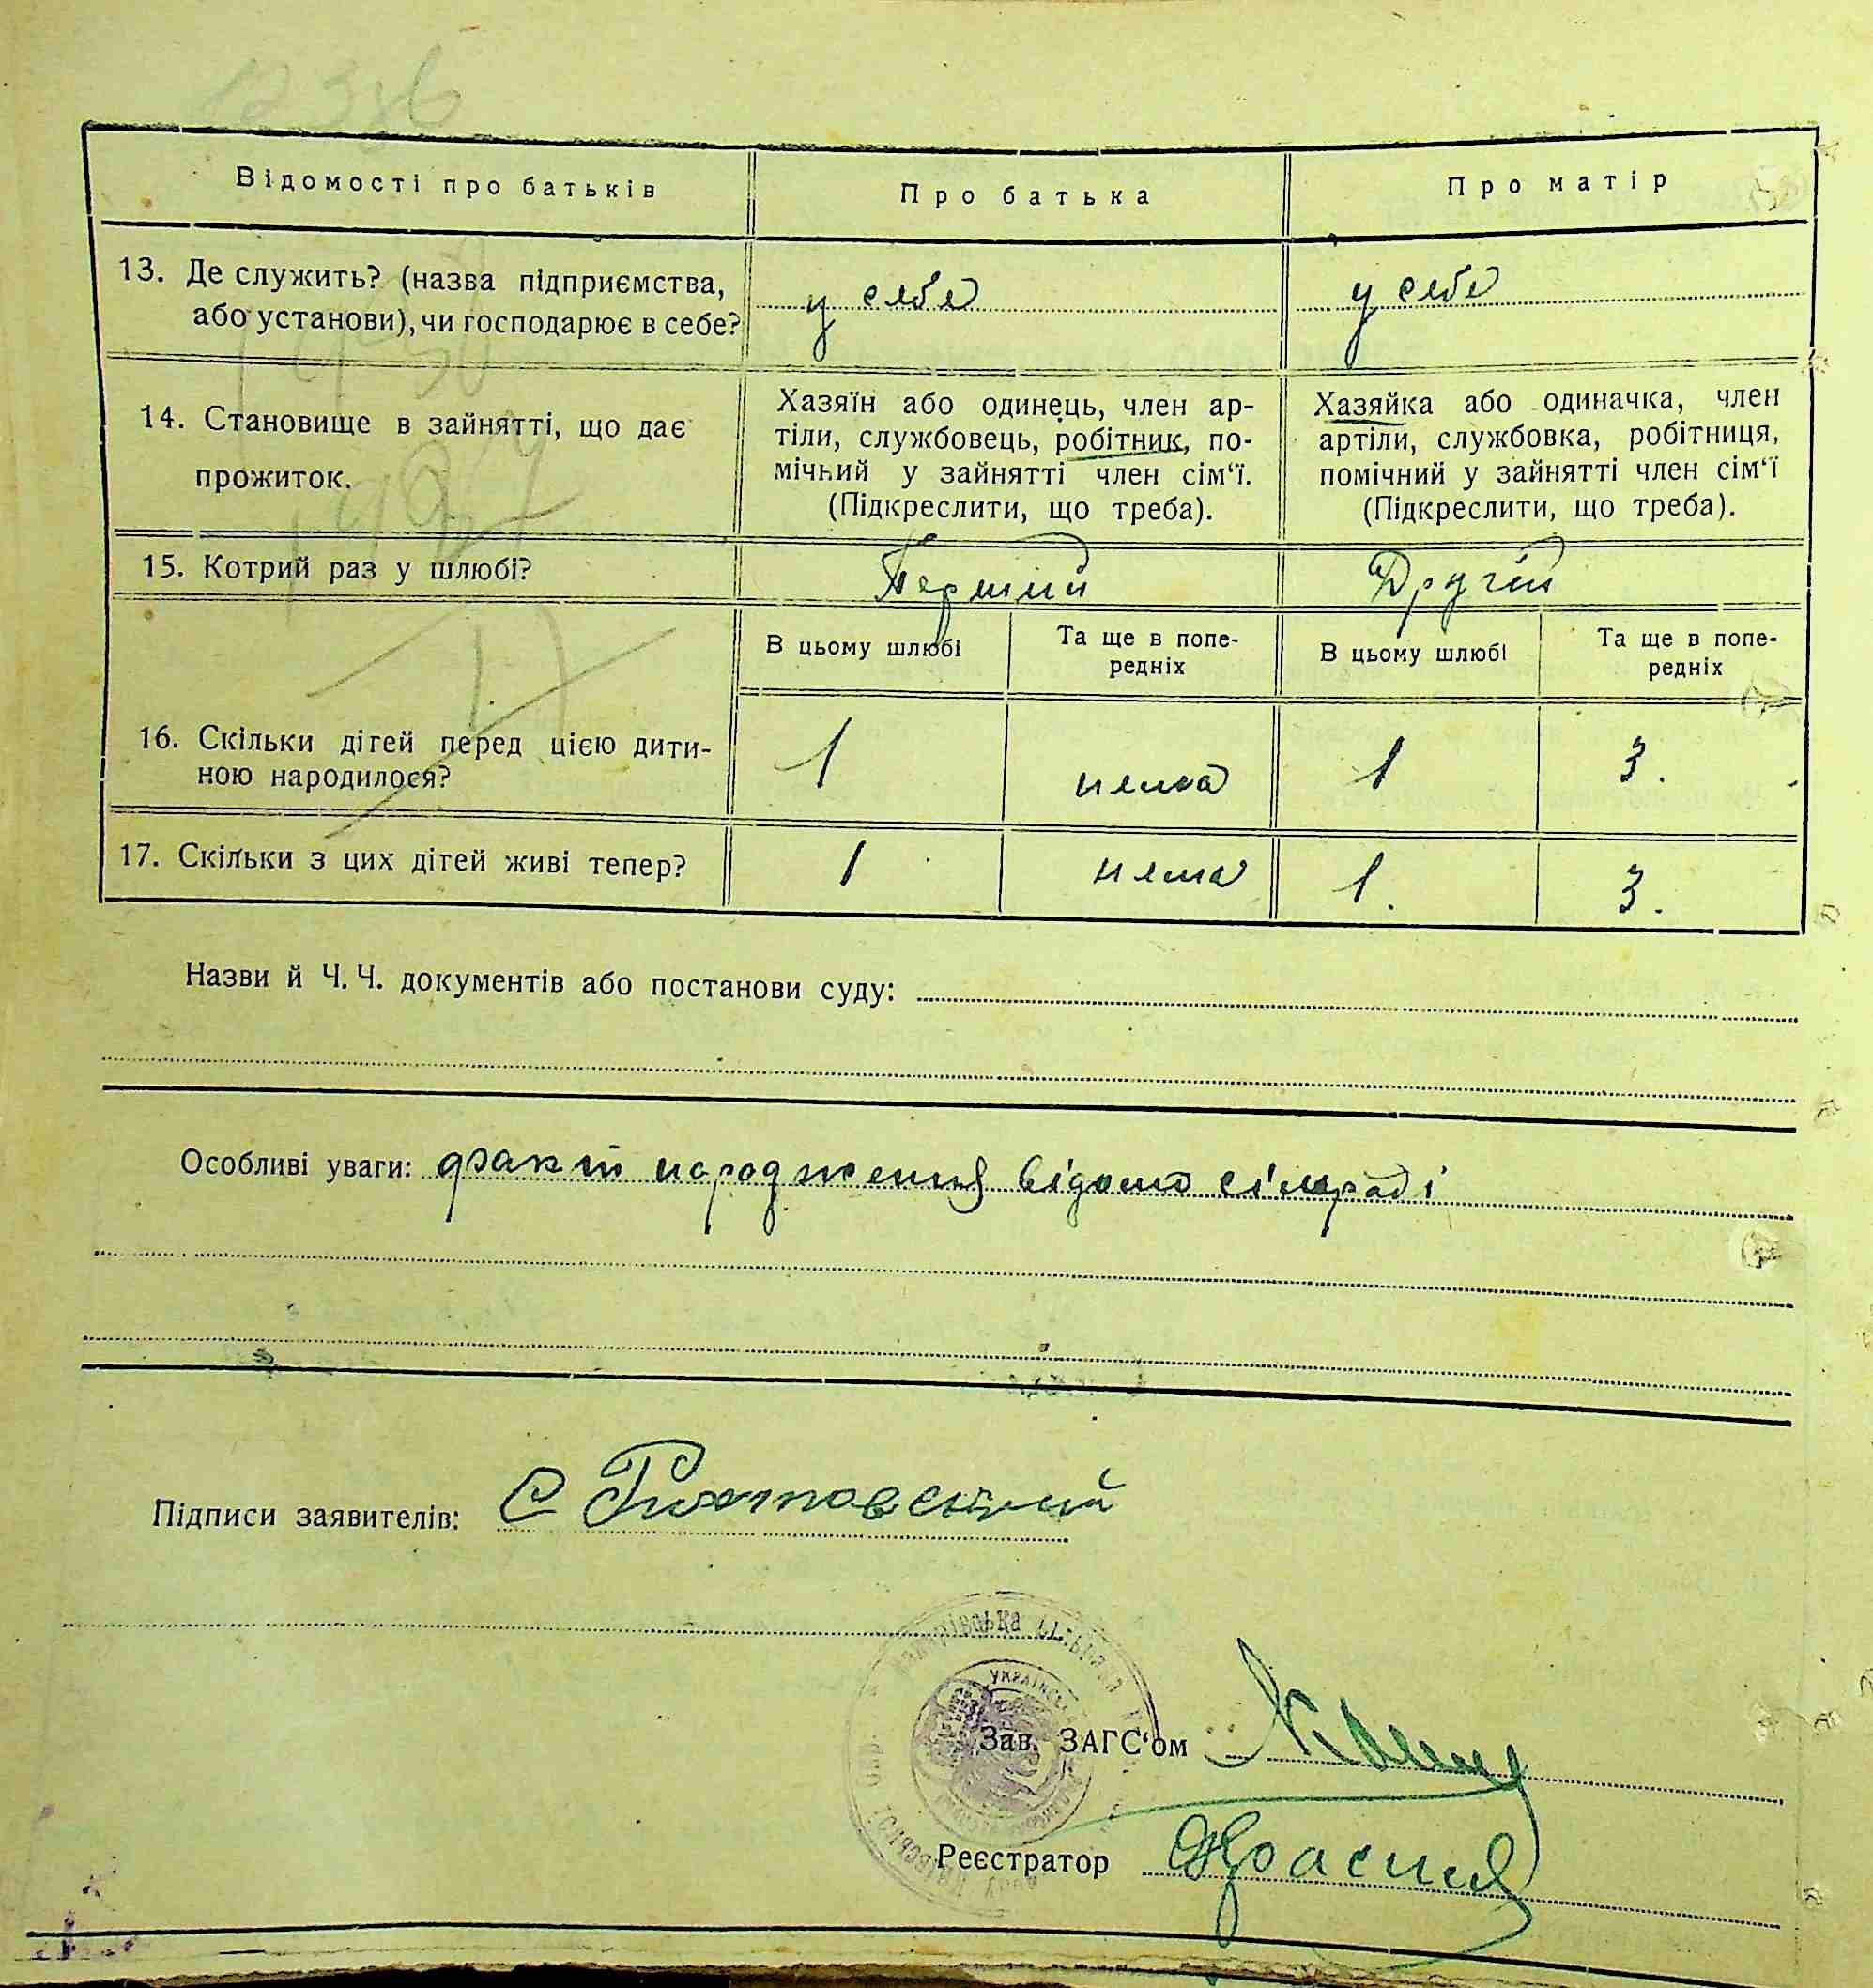 Відомості про батьків
Про батька
Про матір
13. Де служить? (назва підприємства,
або установи), чи господарює в себе?
у себе
у себе
14. Становище в зайнятті, що дає
прожиток.
Хазяїн або одинець, член ар-
тіли, службовець, робітник, по-
мічний у зайнятті член сім‘ї.
(Підкреслити, що треба).
Хазяйка або одиначка, член
артіли, службовка, робітниця,
помічний у зайнятті член сім‘ї
(Підкреслити, що треба).
15. Котрий раз у шлюбі?
Перший
Другий
В цьому шлюбі
Та ще в попе-
редніх
В цьому шлюбі
Та ще в попе-
редніх
16. Скільки дітей перед цією дити-
ною народилося?
1
нема
1
3.
17. Скільки з цих дітей живі тепер?
1
нема
1.
3.
Назви й Ч. Ч. документів або постанови суду:
Особливі уваги: факт народження відомо сільраді
Підписи заявителів: С
Зав. ЗАГС‘ом
Реєстратор